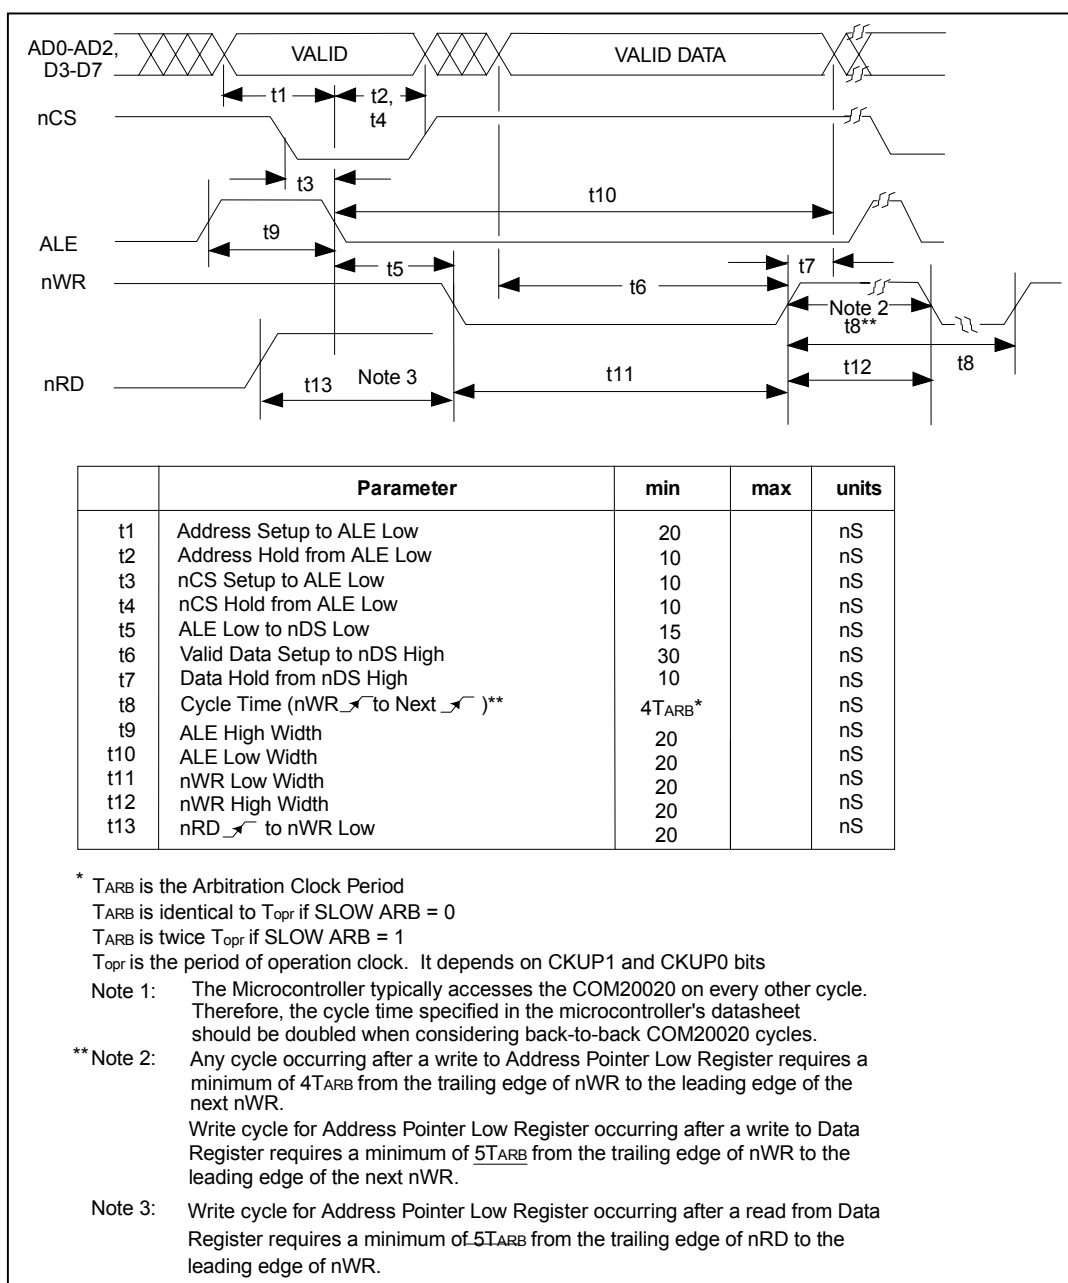 AD0-AD2,
D3-D7
VALID
VALID DATA
t1
t2,
t4
nCS
t3
t10
ALE
t9
t5
t7
nWR
t6
Note 2
t8**
t8
nRD
t13
Note 3
t11
t12
Parameter min max units
t1 Address Setup to ALE Low 20 nS
t2 Address Hold from ALE Low 10 nS
t3 nCS Setup to ALE Low 10 nS
t4 nCS Hold from ALE Low 10 nS
t5 ALE Low to nDS Low 15 nS
t6 Valid Data Setup to nDS High 30 nS
t7 Data Hold from nDS High 10 nS
t8 Cycle Time (nWR to Next )** 4TARB* nS
t9 ALE High Width 20 nS
t10 ALE Low Width 20 nS
t11 nWR Low Width 20 nS
t12 nWR High Width 20 nS
t13 nRD to nWR Low 20 nS
* TARB is the Arbitration Clock Period
TARB is identical to Topr if SLOW ARB = 0
TARB is twice Topr if SLOW ARB = 1
Topr is the period of operation clock. It depends on CKUP1 and CKUP0 bits
Note 1: The Microcontroller typically accesses the COM20020 on every other cycle.
Therefore, the cycle time specified in the microcontroller's datasheet
should be doubled when considering back-to-back COM20020 cycles.
**Note 2: Any cycle occurring after a write to Address Pointer Low Register requires a
minimum of 4TARB from the trailing edge of nWR to the leading edge of the
next nWR.
Write cycle for Address Pointer Low Register occurring after a write to Data
Register requires a minimum of 5TARB from the trailing edge of nWR to the
leading edge of the next nWR.
Note 3: Write cycle for Address Pointer Low Register occurring after a read from Data
Register requires a minimum of 5TARB from the trailing edge of nRD to the
leading edge of nWR.